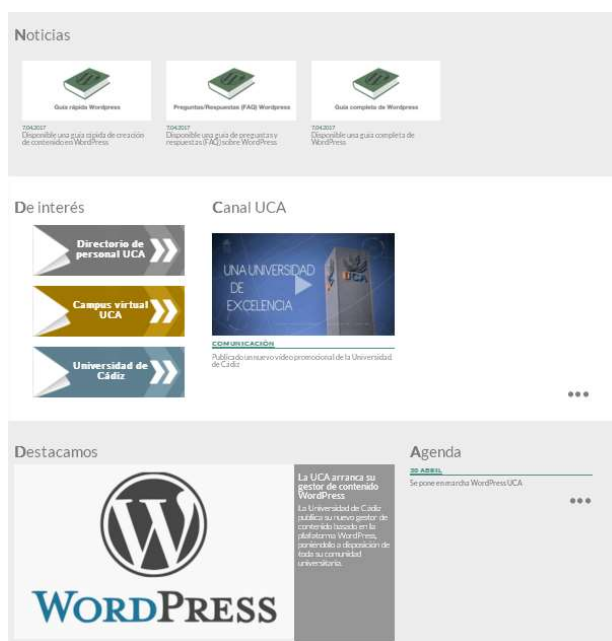 Noticias
Guía rápida Wordpress
Preguntas/Respuestas (FAQ) Wordpress
Guía completa de Wordpress
7.04.2017
Disponible una guía rápida de creación
de contenido en WordPress
7.04.2017
Disponible una guía de preguntas y
respuestas (FAQ) sobre WordPress
7.04.2017
Disponible una guía completa de
WordPress
De interés
Directorio de
personal UCA
Campus virtual
UCA
Universidad de
Cádiz
Canal UCA
UNA UNIVERSIDAD
DE
EXCELENCIA
UCA
COMUNICACIÓN
Publicado un nuevo vídeo promocional de la Universidad
de Cádiz
Destacamos
WORDPRESS
La UCA arranca su
gestor de contenido
WordPress
La Universidad de Cádiz
publica su nuevo gestor de
contenido basado en la
plataforma WordPress,
poniéndolo a disposición de
toda su comunidad
universitaria.
Agenda
20 ABRIL
Se pone en marcha WordPress UCA